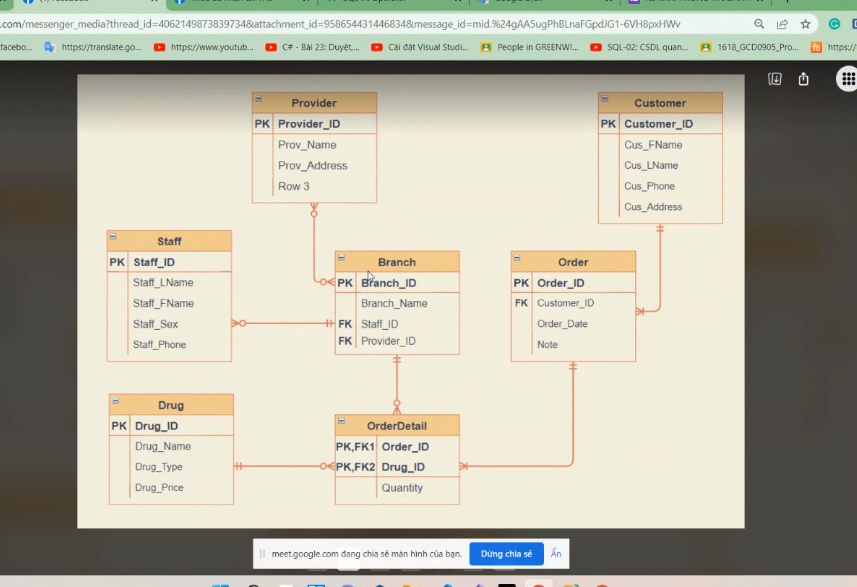 .com/messenger_media?thread_id=4062149873839734&attachment_id=958654431446834&message_id=mid.%24gAA5ugPhBLnaFGpdJG1-6VH8pxHWv
facebo... https://translate.go... https://www.youtub... C# - Bài 23: Duyệt,... Cài đặt Visual Studi... People in GREENWI... SQL-02: CSDL quan... 1618_GCD0905_Pro... https:/
Provider
PK Provider_ID
Prov_Name
Prov_Address
Row 3
Customer
PK Customer_ID
Cus_FName
Cus_LName
Cus_Phone
Cus_Address
Staff
PK Staff_ID
Staff_LName
Staff_FName
Staff_Sex
Staff_Phone
Branch
PK Branch_ID
Branch_Name
FK Staff_ID
FK Provider_ID
Order
PK Order_ID
FK Customer_ID
Order_Date
Note
Drug
PK Drug_ID
Drug_Name
Drug_Type
Drug_Price
OrderDetail
PK,FK1 Order_ID
PK,FK2 Drug_ID
Quantity
meet.google.com đang chia sẻ màn hình của bạn. Dừng chia sẻ Ẩn